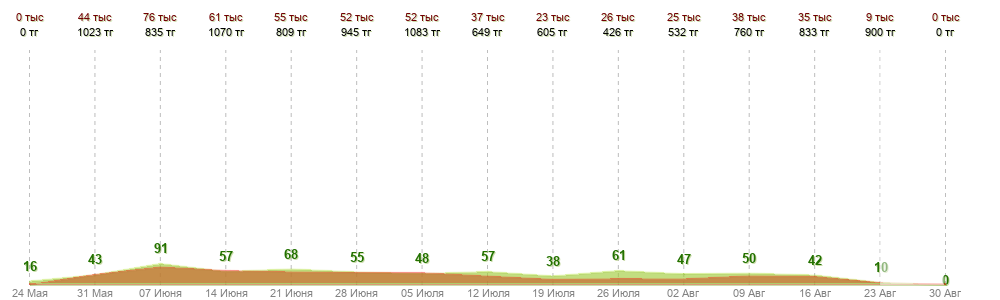 0 тыс 44 тыс 76 тыс 61 тыс 55 тыс 52 тыс 52 тыс 37 тыс 23 тыс 26 тыс 25 тыс 38 тыс 35 тыс 9 тыс 0 тыс
0 тг 1023 тг 835 тг 1070 тг 809 тг 945 тг 1083 тг 649 тг 605 тг 426 тг 532 тг 760 тг 833 тг 900 тг 0 тг
16 43 91 57 68 55 48 57 38 61 47 50 42 10 0
24 Мая 31 Мая 07 Июня 14 Июня 21 Июня 28 Июня 05 Июля 12 Июля 19 Июля 26 Июля 02 Авг 09 Авг 16 Авг 23 Авг 30 Авг